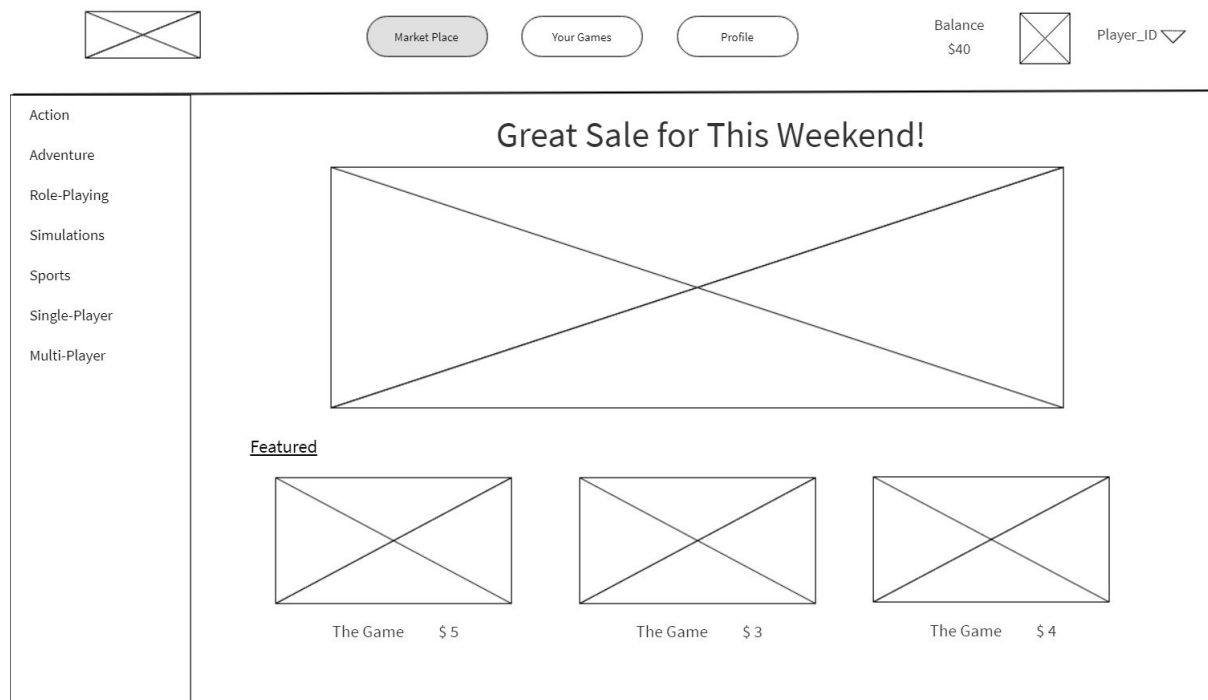 Market Place
Your Games
Profile
Balance
$40
Player_ID
Action
Adventure
Role-Playing
Simulations
Sports
Single-Player
Multi-Player
Great Sale for This Weekend!
Featured
The Game $ 5
The Game $ 3
The Game $ 4